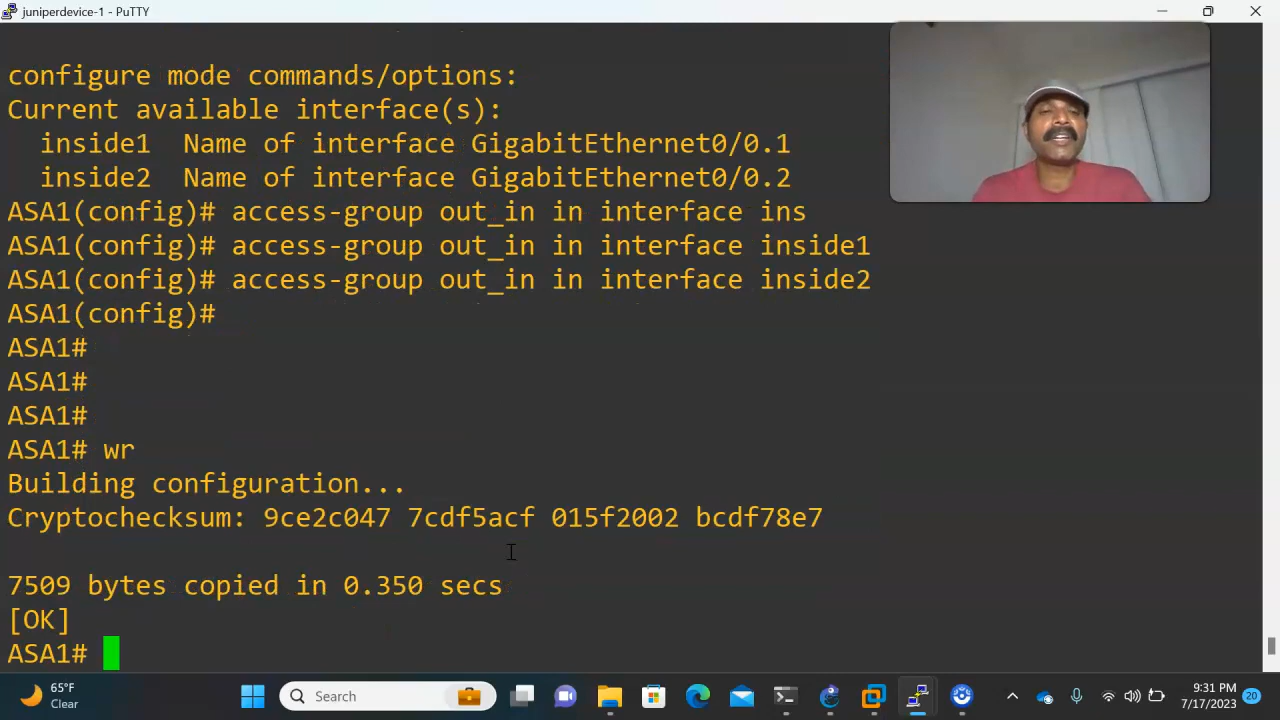 juniperdevice-1 - PuTTY
configure mode commands/options:
Current available interface(s):
inside1 Name of interface GigabitEthernet0/0.1
inside2 Name of interface GigabitEthernet0/0.2
ASA1(config)# access-group out_in in interface ins
ASA1(config)# access-group out_in in interface inside1
ASA1(config)# access-group out_in in interface inside2
ASA1(config)#
ASA1#
ASA1#
ASA1#
ASA1# wr
Building configuration...
Cryptochecksum: 9ce2c047 7cdf5acf 015f2002 bcdf78e7
7509 bytes copied in 0.350 secs
[OK]
ASA1#
65°F
Clear
Search
9:31 PM
7/17/2023
20